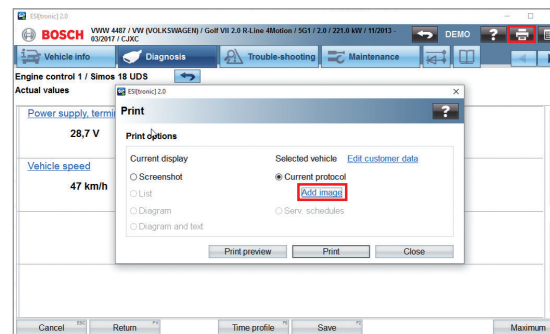 ESI[tronic] 2.0
BOSCH
VWW 4487 / VW (VOLKSWAGEN) / Golf VII 2.0 R-Line 4Motion / 5G1 / 2.0 / 221.0 kW / 11/2013 -
03/2017 / CJXC
DEMO
?
Vehicle info
Diagnosis
Trouble-shooting
Maintenance
Engine control 1 / Simos 18 UDS
Actual values
Power supply, termi
28,7 V
Vehicle speed
47 km/h
ESI[tronic] 2.0
Print
?
Print options
Current display
Selected vehicle Edit customer data
Screenshot
Current protocol
List
Add image
Diagram
Serv. schedules
Diagram and text
Print preview
Print
Close
Cancel ESC
Return
Time profile
Save
Maximum